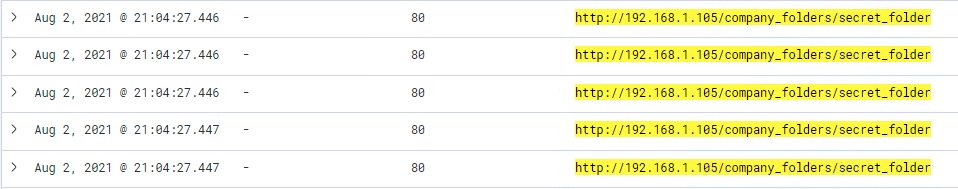 Aug 2, 2021 @ 21:04:27.446 - 80 http://192.168.1.105/company_folders/secret_folder
Aug 2, 2021 @ 21:04:27.446 - 80 http://192.168.1.105/company_folders/secret_folder
Aug 2, 2021 @ 21:04:27.446 - 80 http://192.168.1.105/company_folders/secret_folder
Aug 2, 2021 @ 21:04:27.447 - 80 http://192.168.1.105/company_folders/secret_folder
Aug 2, 2021 @ 21:04:27.447 - 80 http://192.168.1.105/company_folders/secret_folder